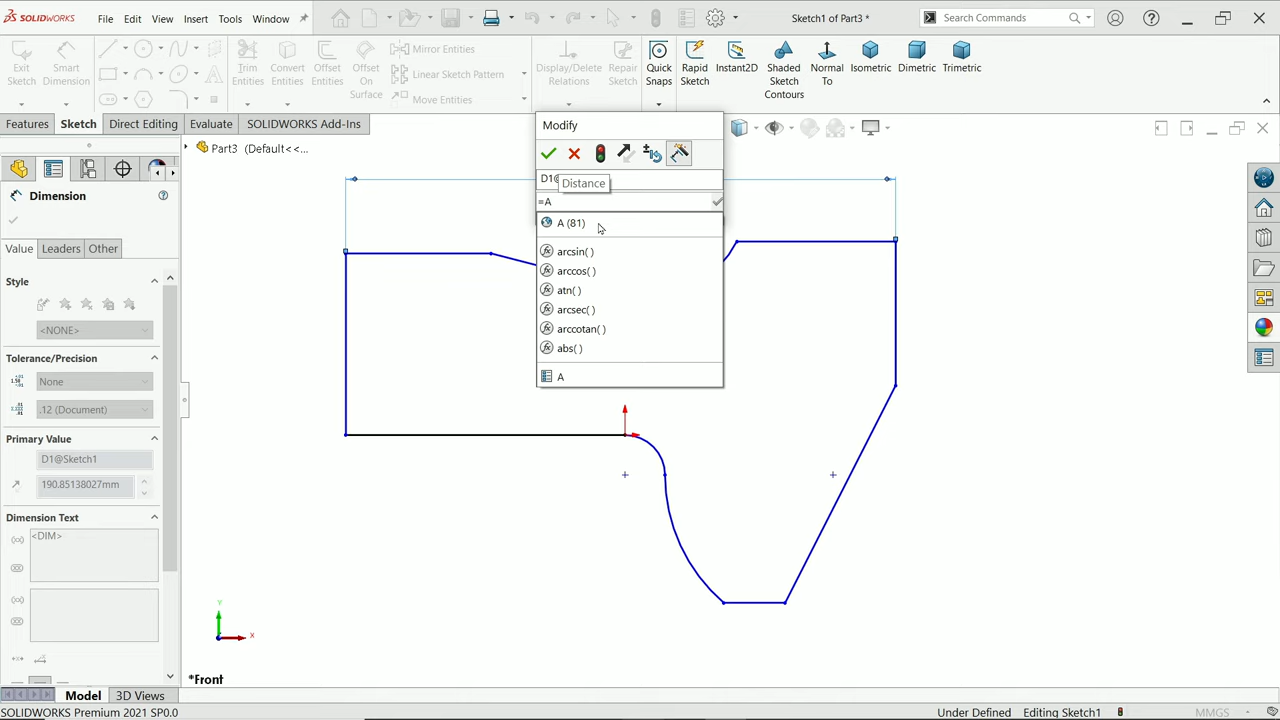 SOLIDWORKS
File Edit View Insert Tools Window
Sketch1 of Part3 *
Search Commands
Exit Sketch
Smart Dimension
Trim Entities
Convert Entities
Offset Entities
Offset On Surface
Mirror Entities
Linear Sketch Pattern
Move Entities
Display/Delete Relations
Repair Sketch
Quick Snaps
Rapid Sketch
Instant2D
Shaded Sketch Contours
Normal To
Isometric
Dimetric
Trimetric
Features Sketch Direct Editing Evaluate SOLIDWORKS Add-Ins
Part3 (Default<<...
Modify
D1@
Distance
=A
A (81)
arcsin( )
arccos( )
atn( )
arcsec( )
arccotan( )
abs( )
A
Dimension
Value Leaders Other
Style
<NONE>
Tolerance/Precision
None
.12 (Document)
Primary Value
D1@Sketch1
190.85138027mm
Dimension Text
<DIM>
Y
X
*Front
Model 3D Views
SOLIDWORKS Premium 2021 SP0.0
Under Defined Editing Sketch1 MMGS